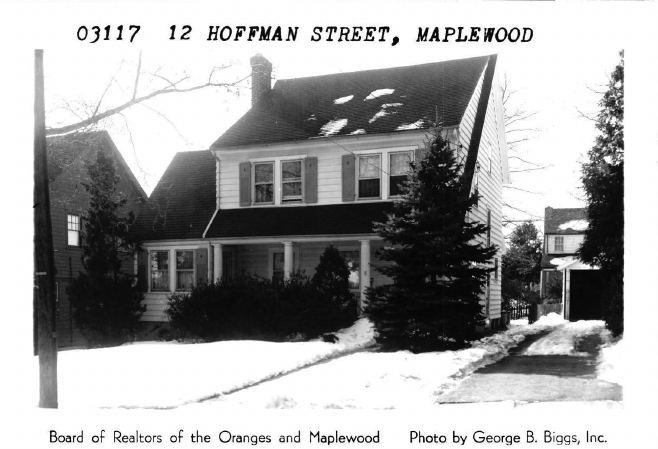 03117 12 HOFFMAN STREET, MAPLEWOOD
Board of Realtors of the Oranges and Maplewood Photo by George B. Biggs, Inc.